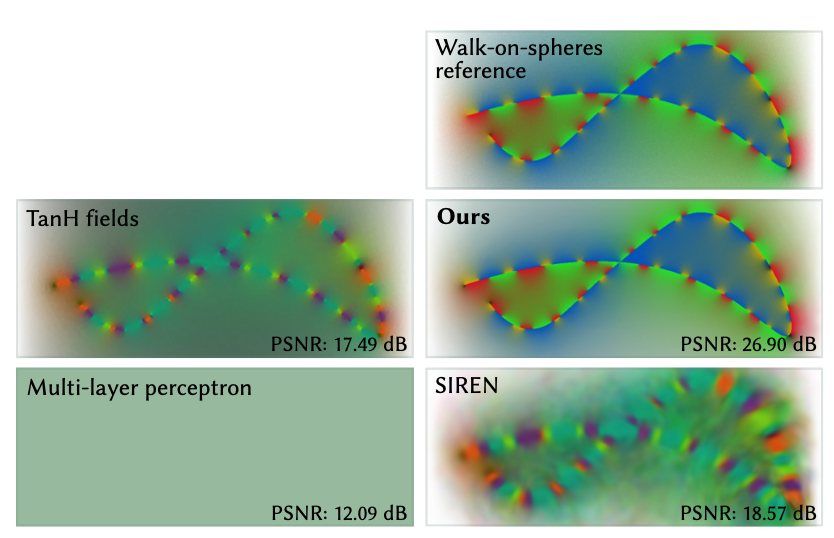 Walk-on-spheres
reference
TanH fields
PSNR: 17.49 dB
Ours
PSNR: 26.90 dB
Multi-layer perceptron
PSNR: 12.09 dB
SIREN
PSNR: 18.57 dB